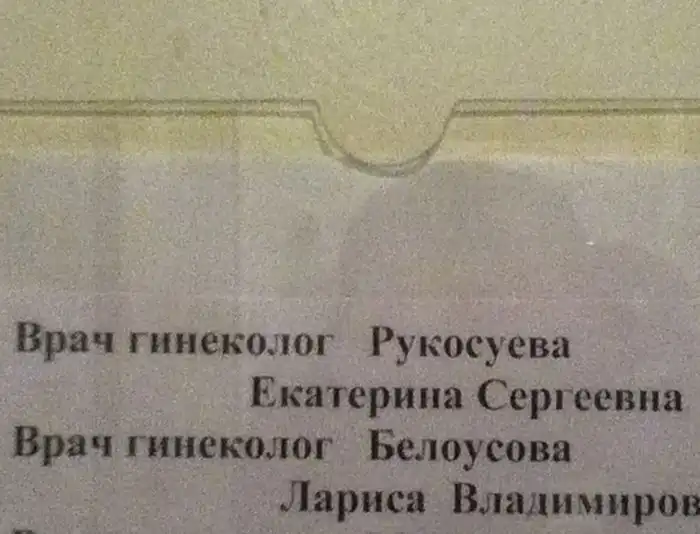 Врач гинеколог Рукосуева
Екатерина Сергеевна
Врач гинеколог Белоусова
Лариса Владимиров